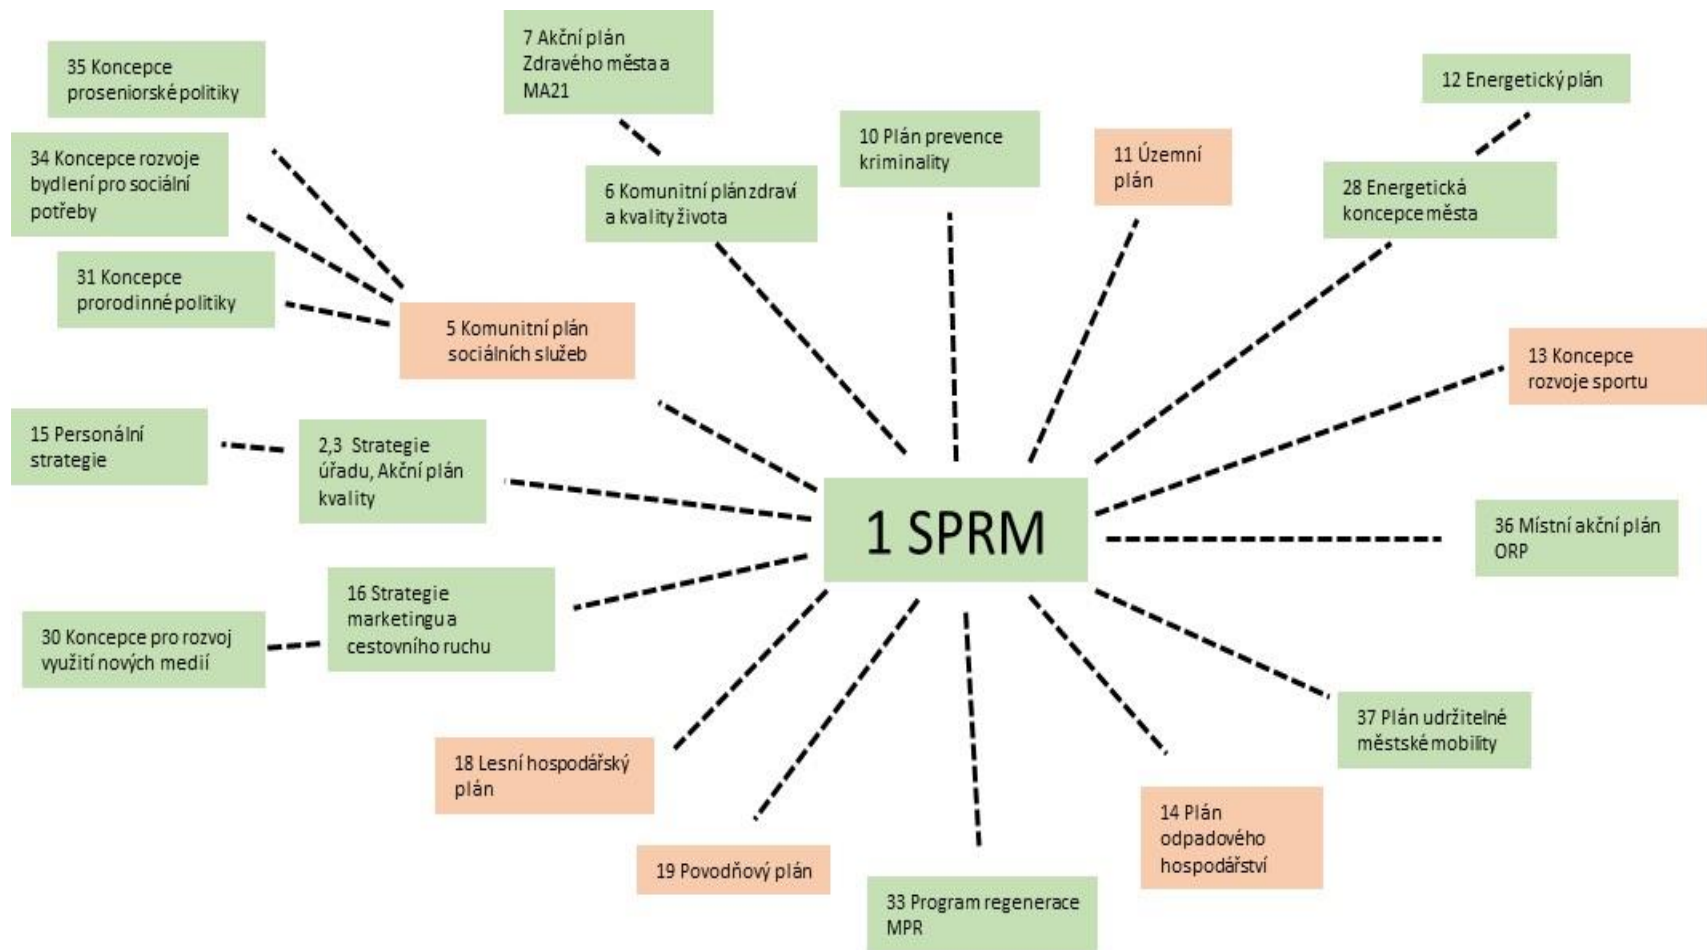 7 Akční plán
Zdravého města a
MA21
35 Koncepce
proseniorské politiky
12 Energetický plán
10 Plán prevence
kriminality
11 Územní
plán
34 Koncepce rozvoje
bydlení pro sociální
potřeby
6 Komunitní plán zdraví
a kvality života
28 Energetická
koncepce města
31 Koncepce
prorodinné politiky
5 Komunitní plán
sociálních služeb
13 Koncepce
rozvoje sportu
15 Personální
strategie
2,3 Strategie
úřadu, Akční plán
kvality
1 SPRM
36 Místní akční plán
ORP
16 Strategie
marketingu a
cestovního ruchu
30 Koncepce pro rozvoj
využití nových medií
37 Plán udržitelné
městské mobility
18 Lesní hospodářský
plán
14 Plán
odpadového
hospodářství
19 Povodňový plán
33 Program regenerace
MPR